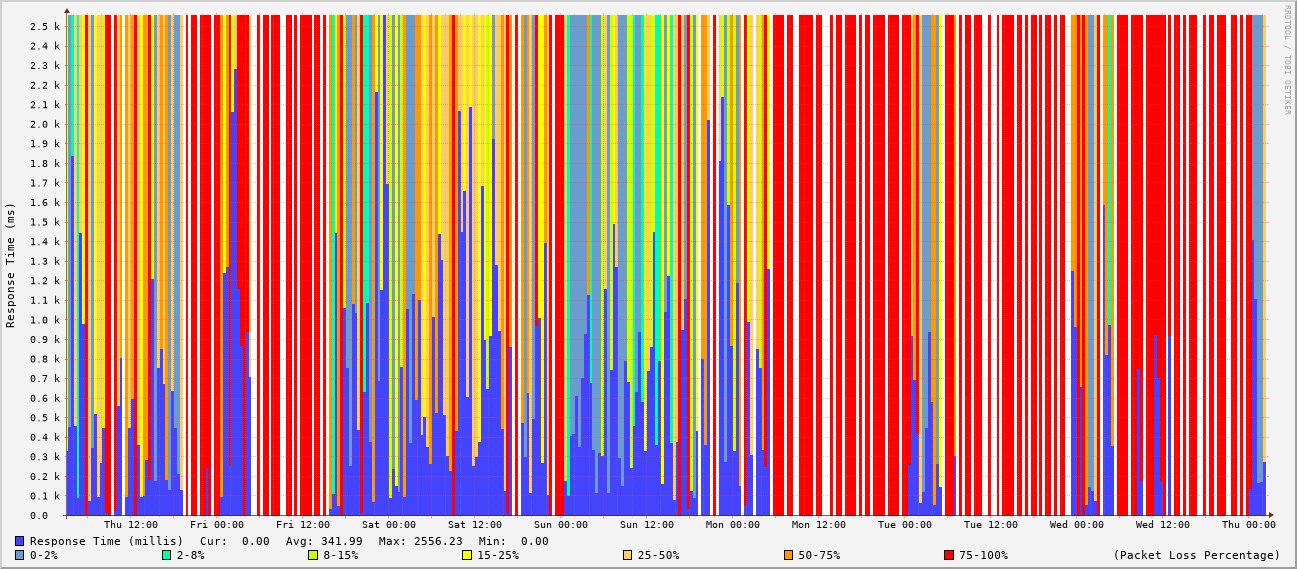 2.5 k
2.4 k
2.3 k
2.2 k
2.1 k
2.0 k
1.9 k
1.8 k
1.7 k
1.6 k
1.5 k
1.4 k
1.3 k
1.2 k
1.1 k
1.0 k
0.9 k
0.8 k
0.7 k
0.6 k
0.5 k
0.4 k
0.3 k
0.2 k
0.1 k
0.0
Response Time (ms)
RRDTOOL / TOBI OETIKER
Thu 12:00 Fri 00:00 Fri 12:00 Sat 00:00 Sat 12:00 Sun 00:00 Sun 12:00 Mon 00:00 Mon 12:00 Tue 00:00 Tue 12:00 Wed 00:00 Wed 12:00 Thu 00:00
Response Time (millis) Cur: 0.00 Avg: 341.99 Max: 2556.23 Min: 0.00
0-2% 2-8% 8-15% 15-25% 25-50% 50-75% 75-100% (Packet Loss Percentage)